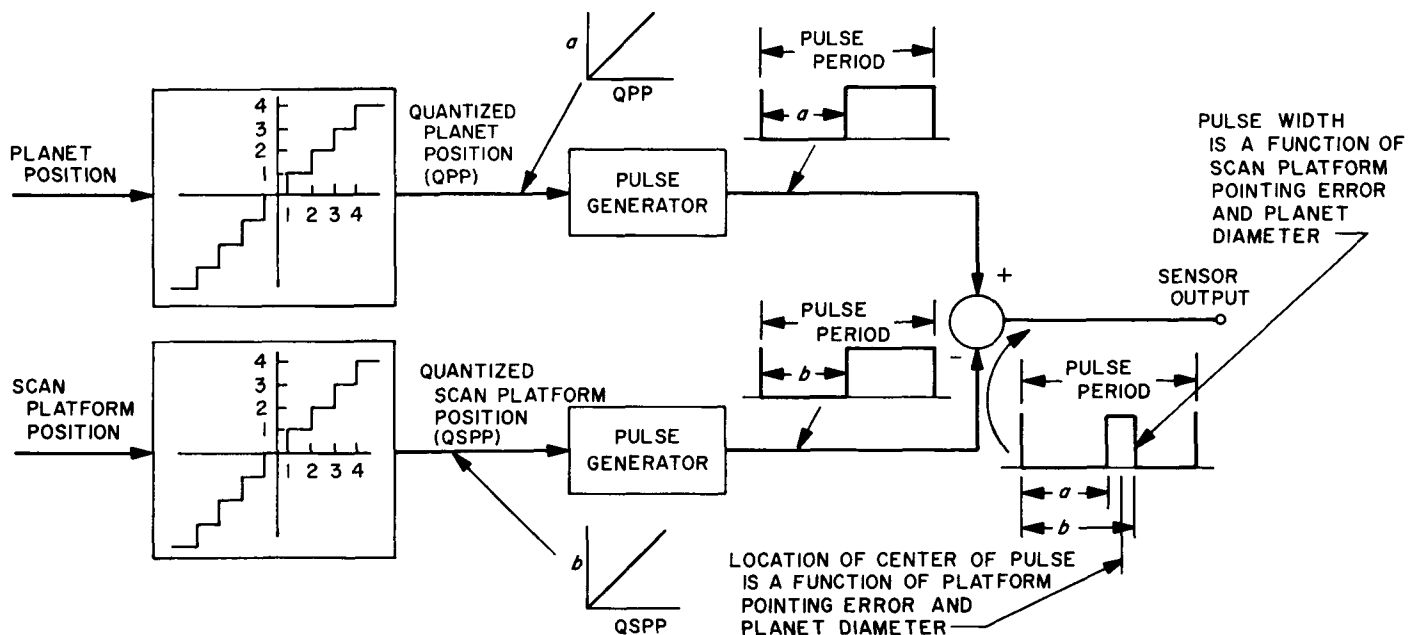 PLANET
POSITION
4
3
2
1
1 2 3 4
QUANTIZED
PLANET
POSITION
(QPP)
a
QPP
PULSE
GENERATOR
PULSE
PERIOD
a
SCAN
PLATFORM
POSITION
4
3
2
1
1 2 3 4
QUANTIZED
SCAN PLATFORM
POSITION
(QSPP)
b
QSPP
PULSE
GENERATOR
PULSE
PERIOD
b
+
-
SENSOR
OUTPUT
PULSE WIDTH
IS A FUNCTION OF
SCAN PLATFORM
POINTING ERROR
AND PLANET
DIAMETER
PULSE
PERIOD
a
b
LOCATION OF CENTER OF PULSE
IS A FUNCTION OF PLATFORM
POINTING ERROR AND
PLANET DIAMETER